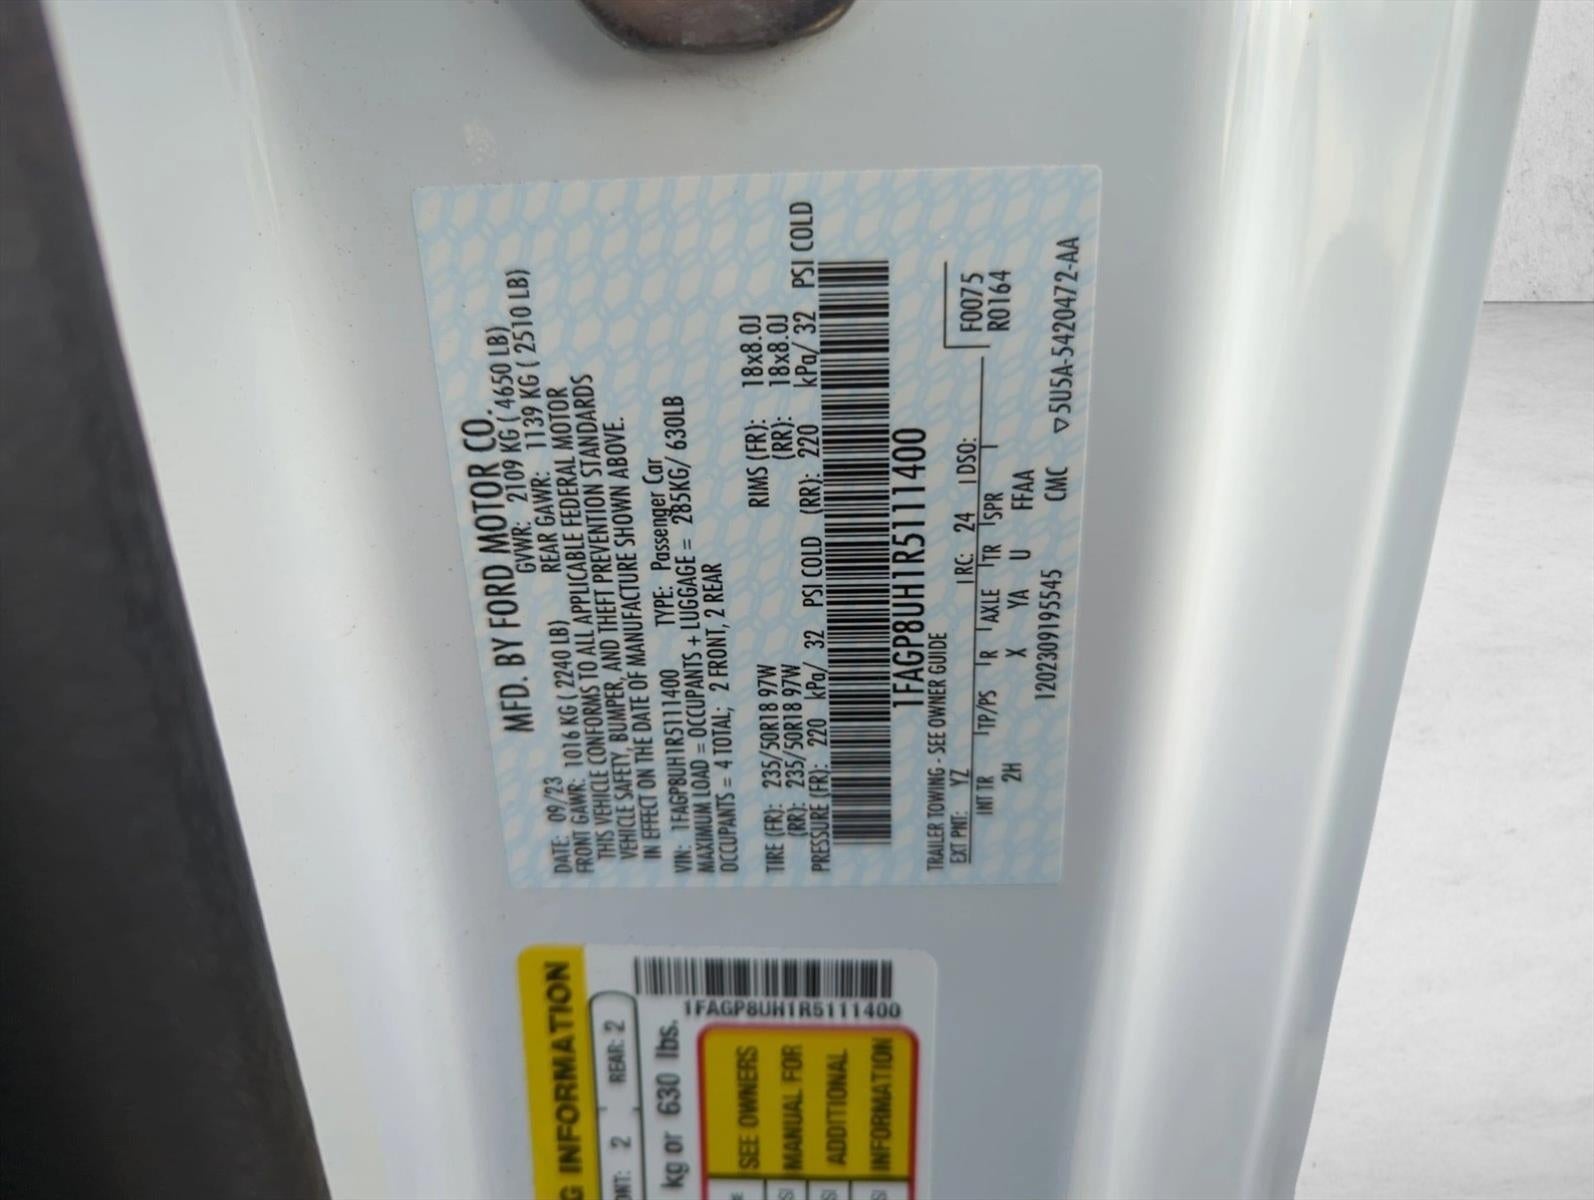 MFD. BY FORD MOTOR CO.
DATE: 09/23 GVWR: 2109 KG ( 4650 LB)
FRONT GAWR: 1016 KG ( 2240 LB) REAR GAWR: 1139 KG ( 2510 LB)
THIS VEHICLE CONFORMS TO ALL APPLICABLE FEDERAL MOTOR
VEHICLE SAFETY, BUMPER, AND THEFT PREVENTION STANDARDS
IN EFFECT ON THE DATE OF MANUFACTURE SHOWN ABOVE.
VIN: 1FAGP8UH1R5111400 TYPE: Passenger Car
MAXIMUM LOAD = OCCUPANTS + LUGGAGE = 285KG/ 630LB
OCCUPANTS = 4 TOTAL; 2 FRONT, 2 REAR
TIRE (FR): 235/50R18 97W RIMS (FR): 18x8.0J
(RR): 235/50R18 97W (RR): 18x8.0J
PRESSURE (FR): 220 kPa/ 32 PSI COLD (RR): 220 kPa/ 32 PSI COLD
1FAGP8UH1R5111400
TRAILER TOWING - SEE OWNER GUIDE
EXT PNT: YZ RC: 24 DSO: F0075
R0164
INT TR TP/PS R AXLE TR SPR
2H X YA U FFAA
1202309195545 CMC ▽5U5A-5420472-AA
G INFORMATION
NT: 2 REAR: 2
kg or 630 lbs.
1FAGP8UH1R5111400
SEE OWNERS
MANUAL FOR
ADDITIONAL
INFORMATION